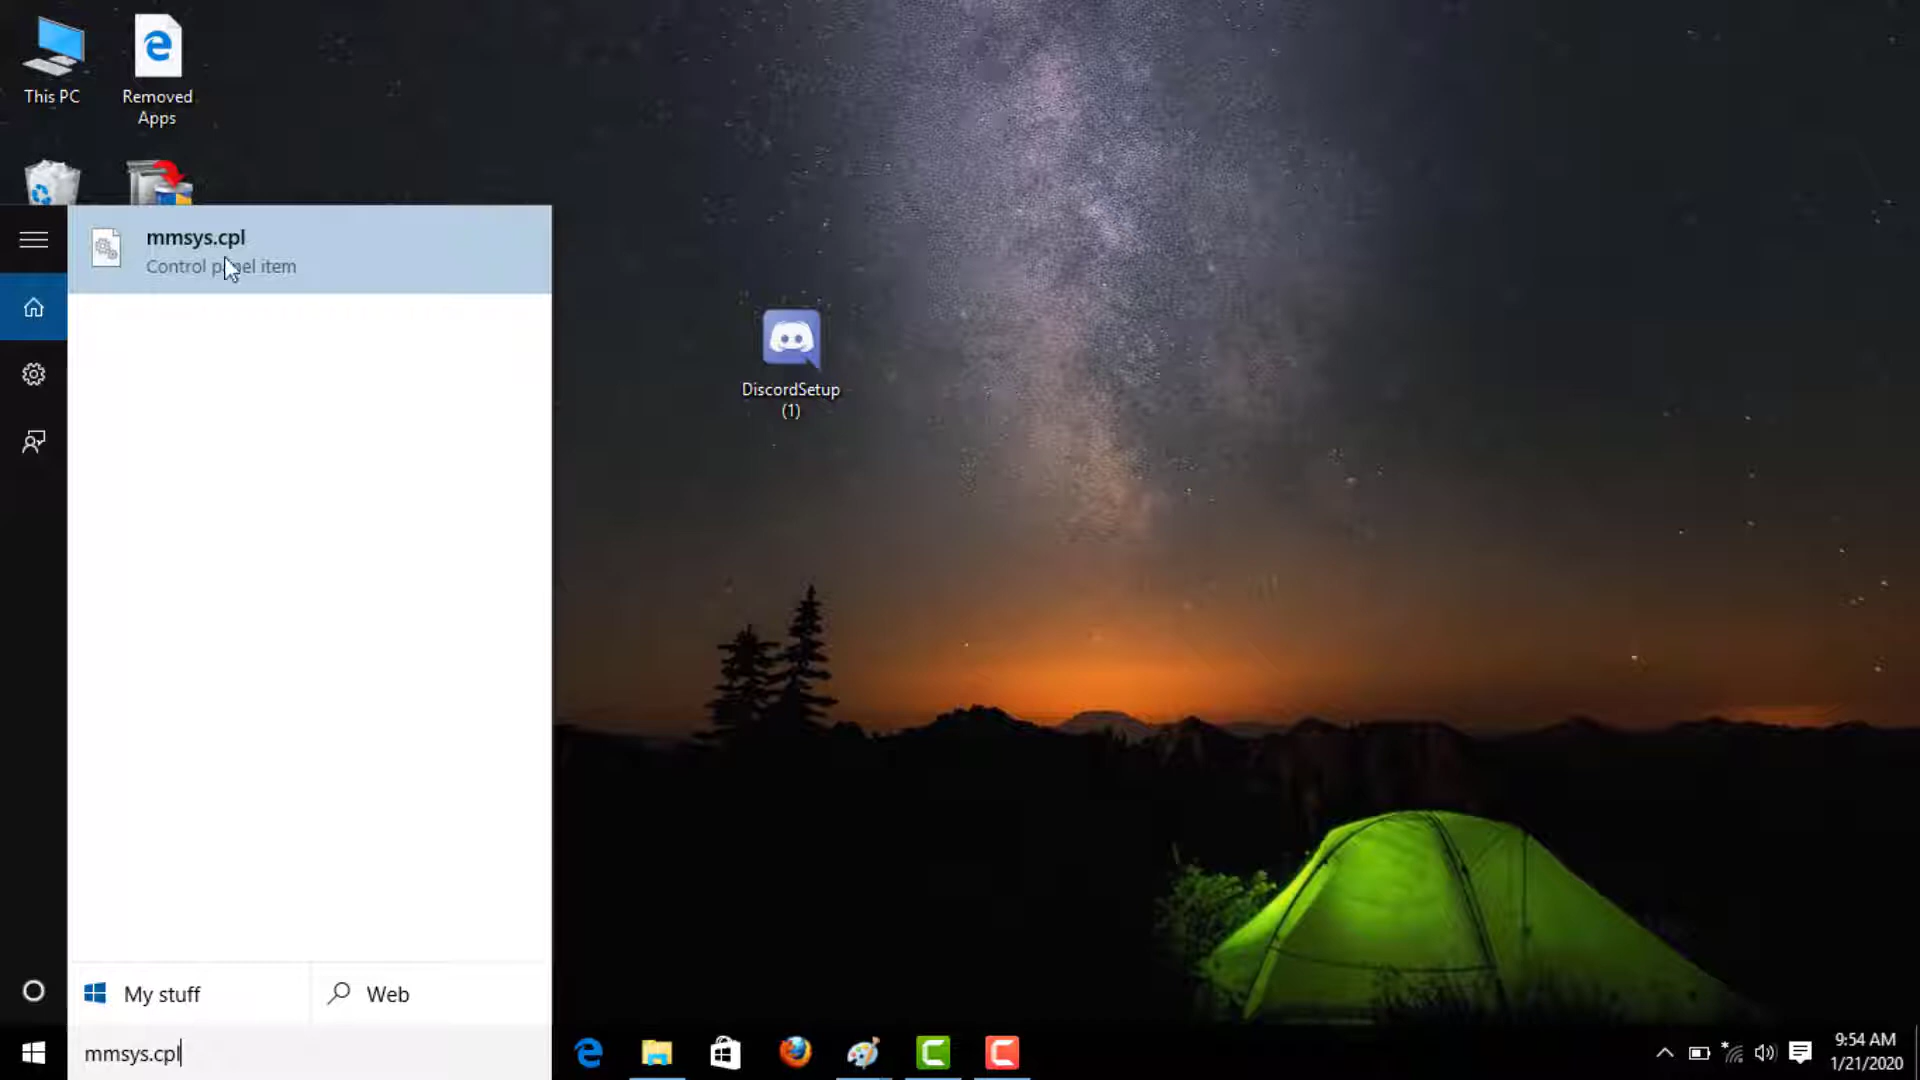 This PC
Removed
Apps
mmsys.cpl
Control panel item
DiscordSetup
(1)
My stuff
Web
mmsys.cpl
9:54 AM
1/21/2020